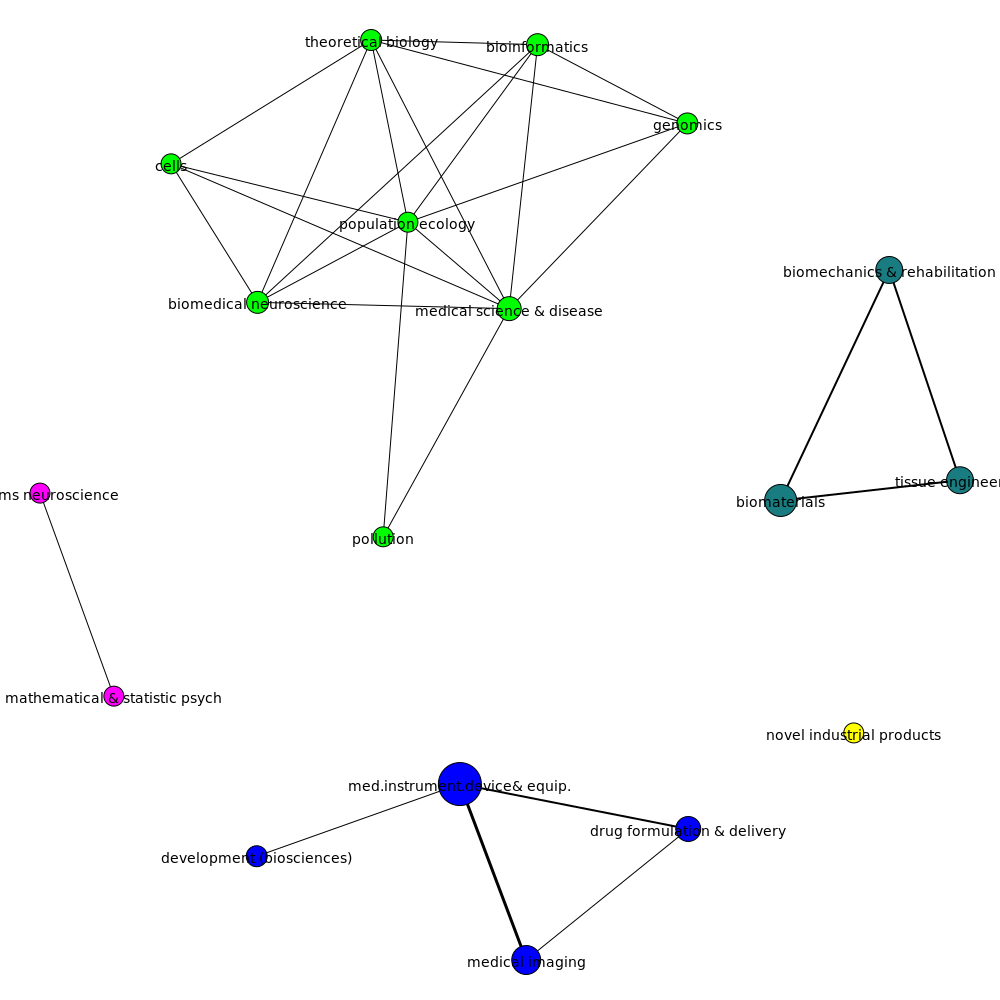 theoretical biology
bioinformatics
genomics
cells
population ecology
biomedical neuroscience
medical science & disease
biomechanics & rehabilitation
tissue engineer
biomaterials
ms neuroscience
pollution
mathematical & statistic psych
novel industrial products
med.instrument,device& equip.
drug formulation & delivery
development (biosciences)
medical imaging